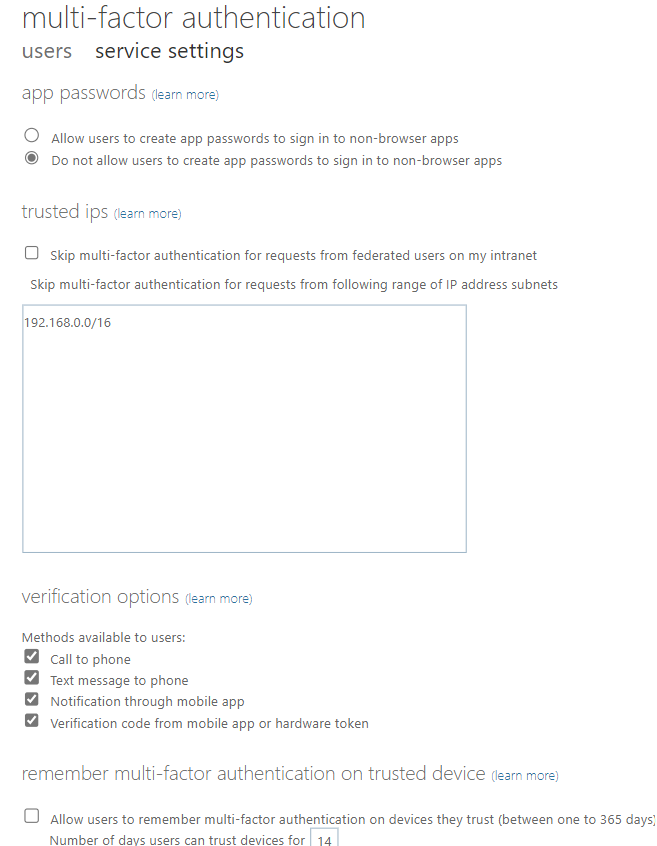 multi-factor authentication
users service settings
app passwords (learn more)
Allow users to create app passwords to sign in to non-browser apps
Do not allow users to create app passwords to sign in to non-browser apps
trusted ips (learn more)
Skip multi-factor authentication for requests from federated users on my intranet
Skip multi-factor authentication for requests from following range of IP address subnets
192.168.0.0/16
verification options (learn more)
Methods available to users:
Call to phone
Text message to phone
Notification through mobile app
Verification code from mobile app or hardware token
remember multi-factor authentication on trusted device (learn more)
Allow users to remember multi-factor authentication on devices they trust (between one to 365 days)
Number of days users can trust devices for 14